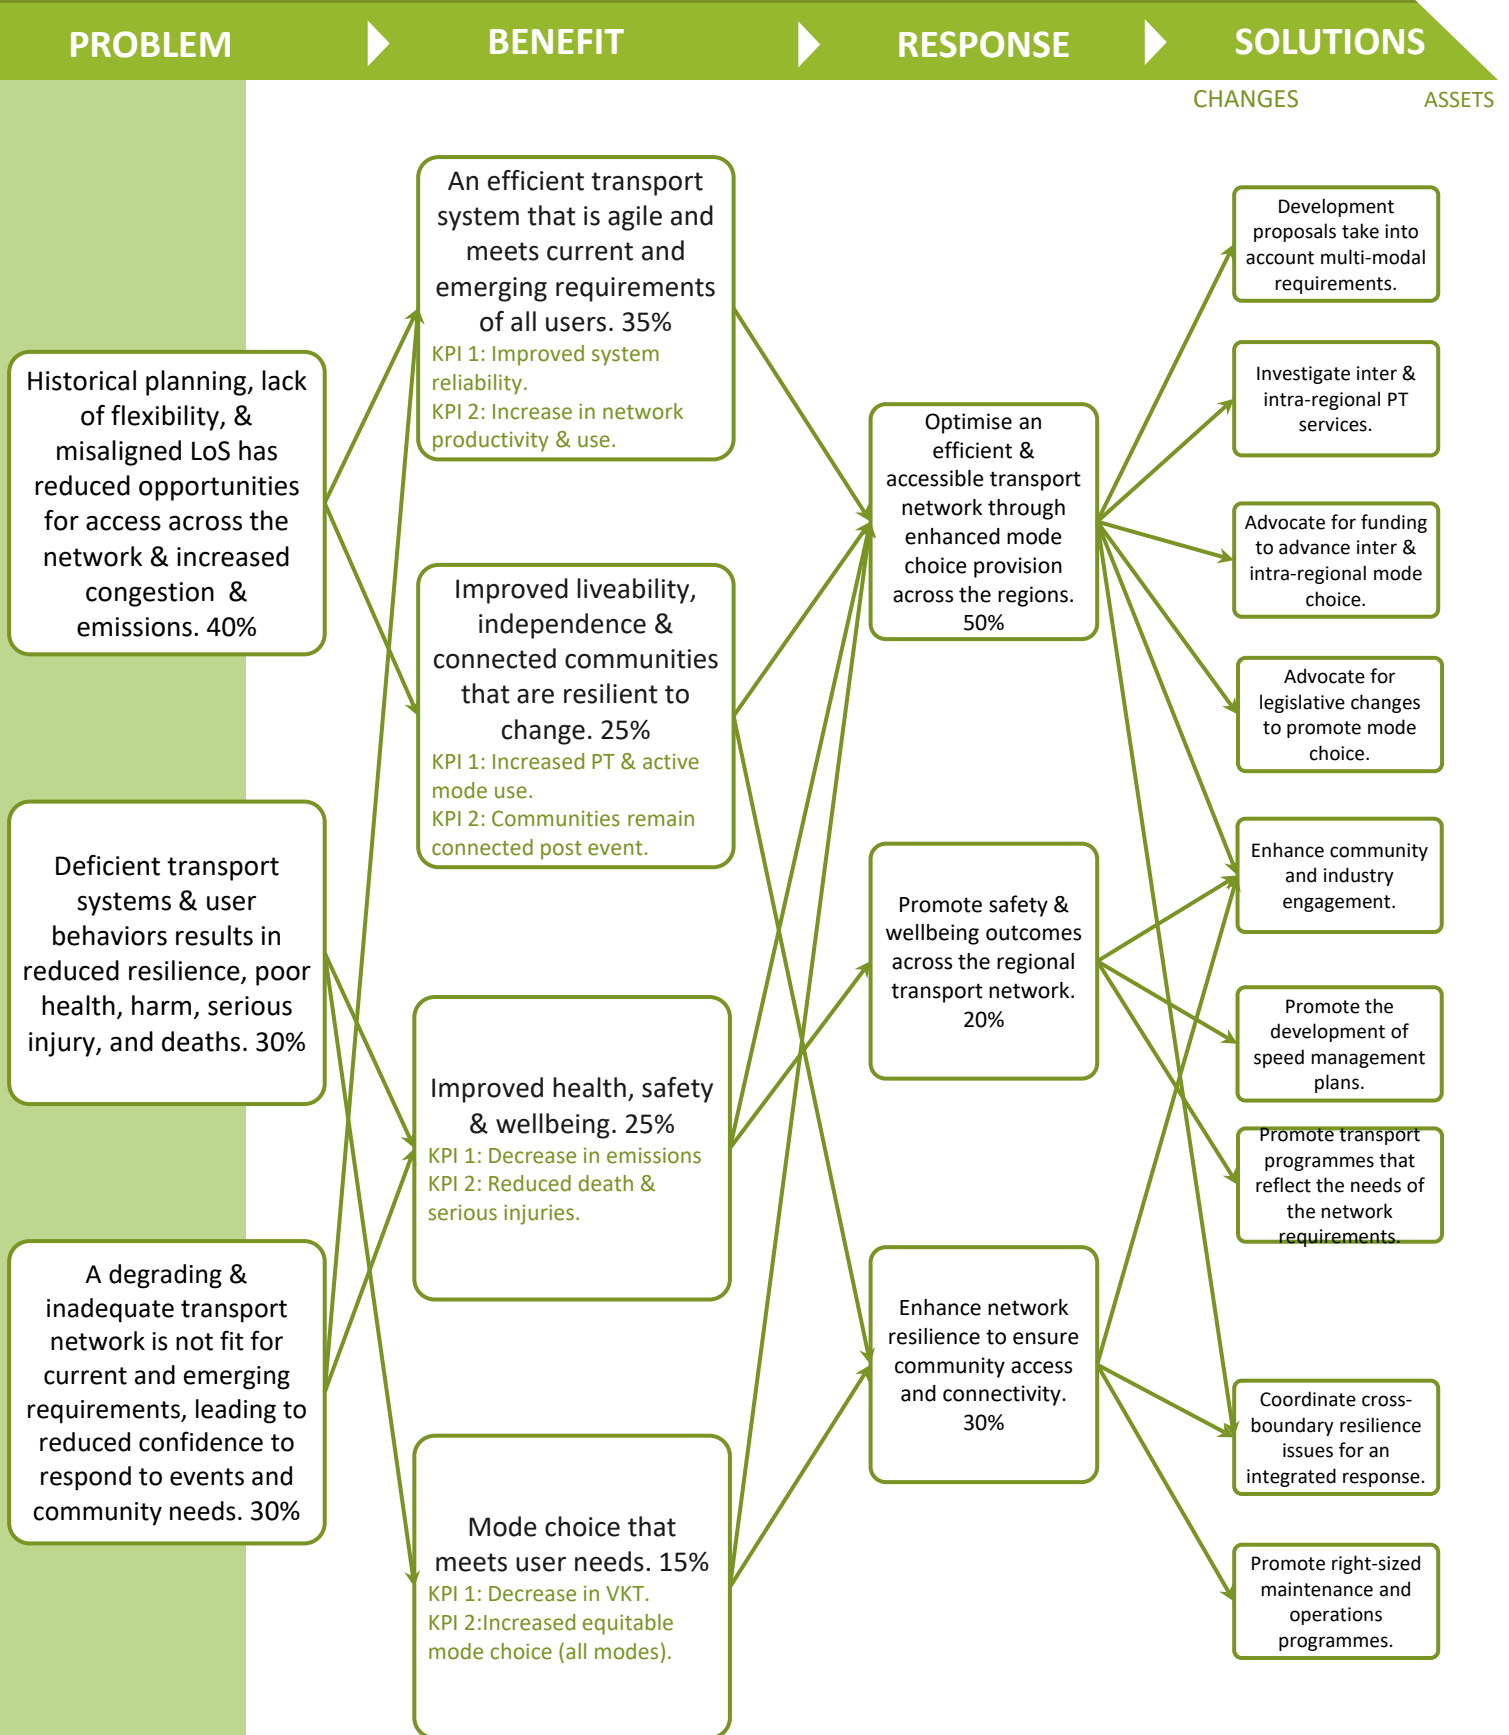 PROBLEM
BENEFIT
RESPONSE
SOLUTIONS
CHANGES
ASSETS
Historical planning, lack
of flexibility, &
misaligned LoS has
reduced opportunities
for access across the
network & increased
congestion &
emissions. 40%
Deficient transport
systems & user
behaviors results in
reduced resilience, poor
health, harm, serious
injury, and deaths. 30%
A degrading &
inadequate transport
network is not fit for
current and emerging
requirements, leading to
reduced confidence to
respond to events and
community needs. 30%
An efficient transport
system that is agile and
meets current and
emerging requirements
of all users. 35%
KPI 1: Improved system
reliability.
KPI 2: Increase in network
productivity & use.
Improved liveability,
independence &
connected communities
that are resilient to
change. 25%
KPI 1: Increased PT & active
mode use.
KPI 2: Communities remain
connected post event.
Improved health, safety
& wellbeing. 25%
KPI 1: Decrease in emissions
KPI 2: Reduced death &
serious injuries.
Mode choice that
meets user needs. 15%
KPI 1: Decrease in VKT.
KPI 2:Increased equitable
mode choice (all modes).
Optimise an
efficient &
accessible transport
network through
enhanced mode
choice provision
across the regions.
50%
Promote safety &
wellbeing outcomes
across the regional
transport network.
20%
Enhance network
resilience to ensure
community access
and connectivity.
30%
Development
proposals take into
account multi-modal
requirements.
Investigate inter &
intra-regional PT
services.
Advocate for funding
to advance inter &
intra-regional mode
choice.
Advocate for
legislative changes
to promote mode
choice.
Enhance community
and industry
engagement.
Promote the
development of
speed management
plans.
Promote transport
programmes that
reflect the needs of
the network
requirements.
Coordinate cross-
boundary resilience
issues for an
integrated response.
Promote right-sized
maintenance and
operations
programmes.